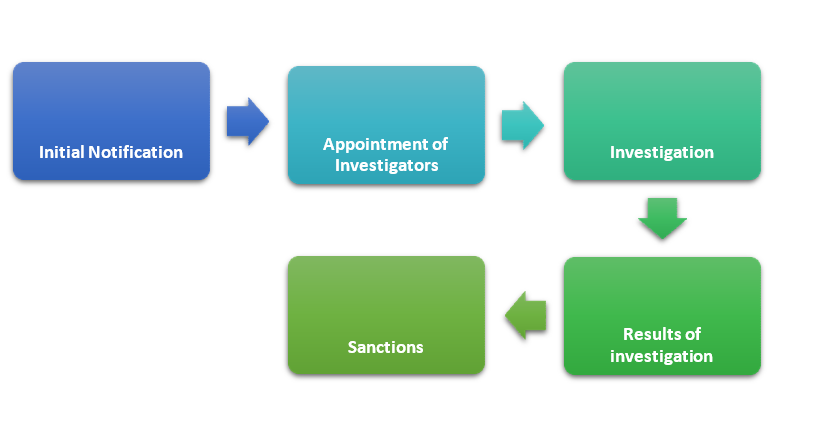 Initial Notification
Appointment of
Investigators
Investigation
Results of
investigation
Sanctions